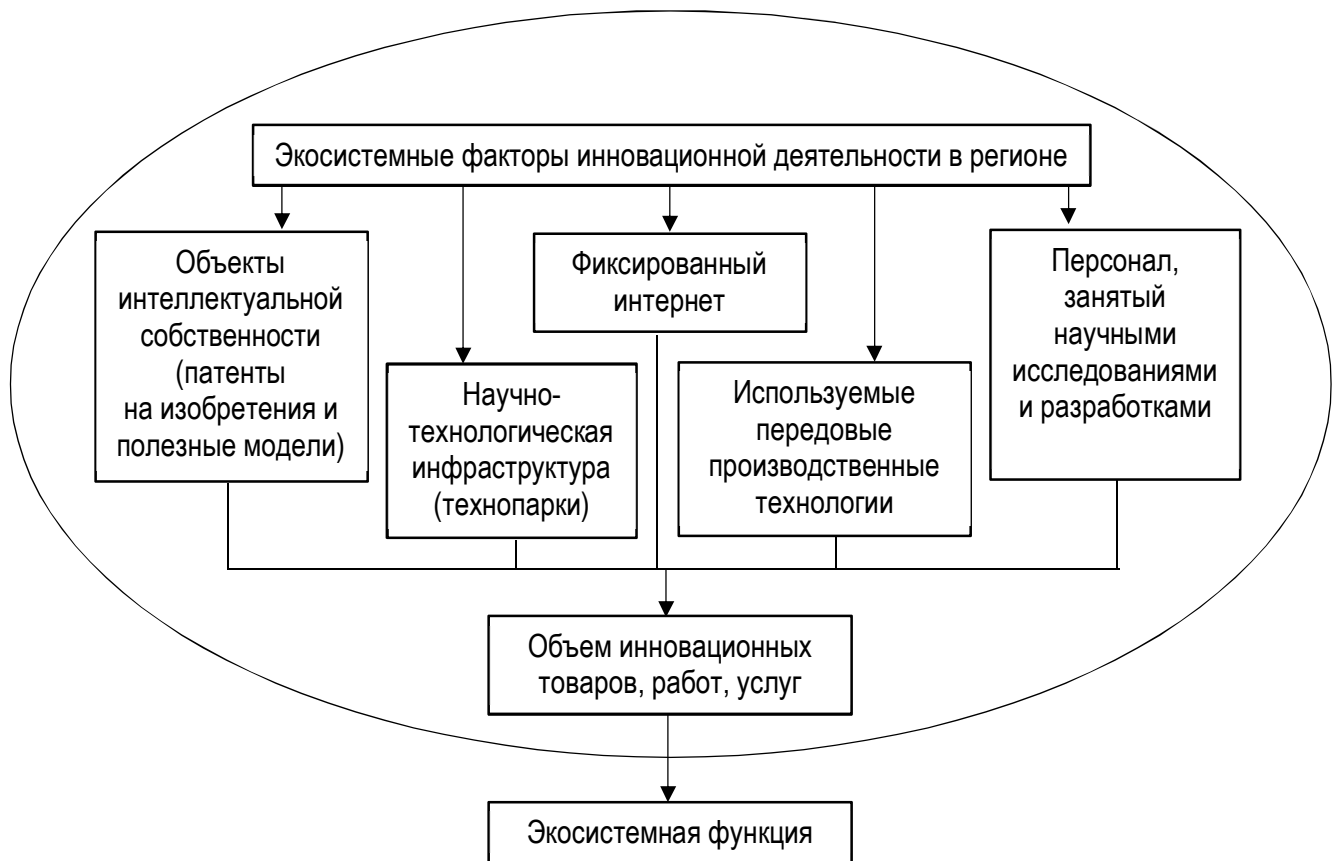 Экосистемные факторы инновационной деятельности в регионе
Объекты
интеллектуальной
собственности
(патенты
на изобретения и
полезные модели)
Научно-
технологическая
инфраструктура
(технопарки)
Фиксированный
интернет
Используемые
передовые
производственные
технологии
Персонал,
занятый
научными
исследованиями
и разработками
Объем инновационных
товаров, работ, услуг
Экосистемная функция